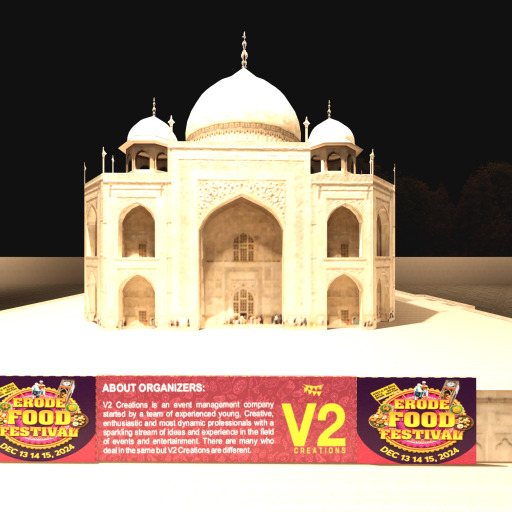 ERODE
FOOD
FESTIVAL
DEC 13 14 15, 2024
ABOUT ORGANIZERS:
V2 Creations is an event management company
started by a team of experienced young, Creative,
enthusiastic and most dynamic professionals with a
sparkling stream of ideas and experience in the field
of events and entertainment. There are many who
deal in the same but V2 Creations are different.
V2
CREATIONS
ERODE
FOOD
FESTIVAL
DEC 13 14 15, 2024